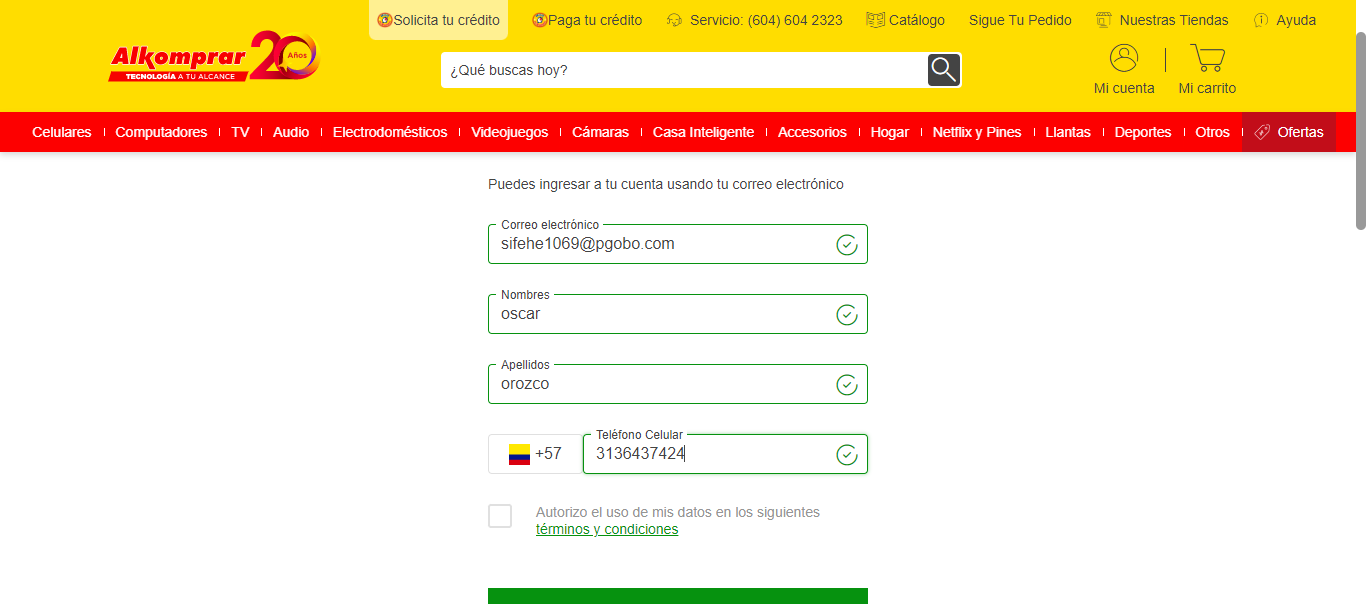 Solicita tu crédito
Paga tu crédito
Servicio: (604) 604 2323
Catálogo
Sigue Tu Pedido
Nuestras Tiendas
Ayuda
Alkomprar 20 Años
TECNOLOGÍA A TU ALCANCE
¿Qué buscas hoy?
Mi cuenta
Mi carrito
Celulares
Computadores
TV
Audio
Electrodomésticos
Videojuegos
Cámaras
Casa Inteligente
Accesorios
Hogar
Netflix y Pines
Llantas
Deportes
Otros
Ofertas
Puedes ingresar a tu cuenta usando tu correo electrónico
Correo electrónico
sifehe1069@pgobo.com
Nombres
oscar
Apellidos
orozco
Teléfono Celular
+57
3136437424
Autorizo el uso de mis datos en los siguientes
términos y condiciones